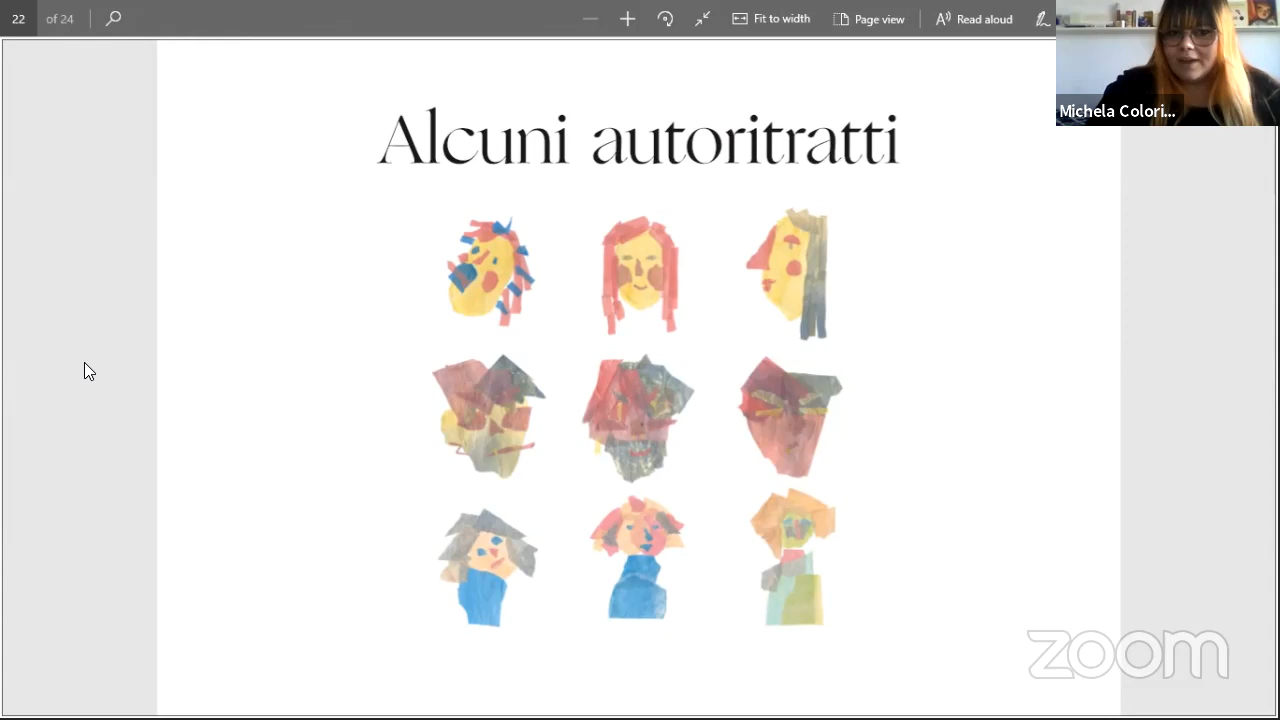 22 of 24 Fit to width Page view Read aloud
Michela Colori...
Alcuni autoritratti
zoom